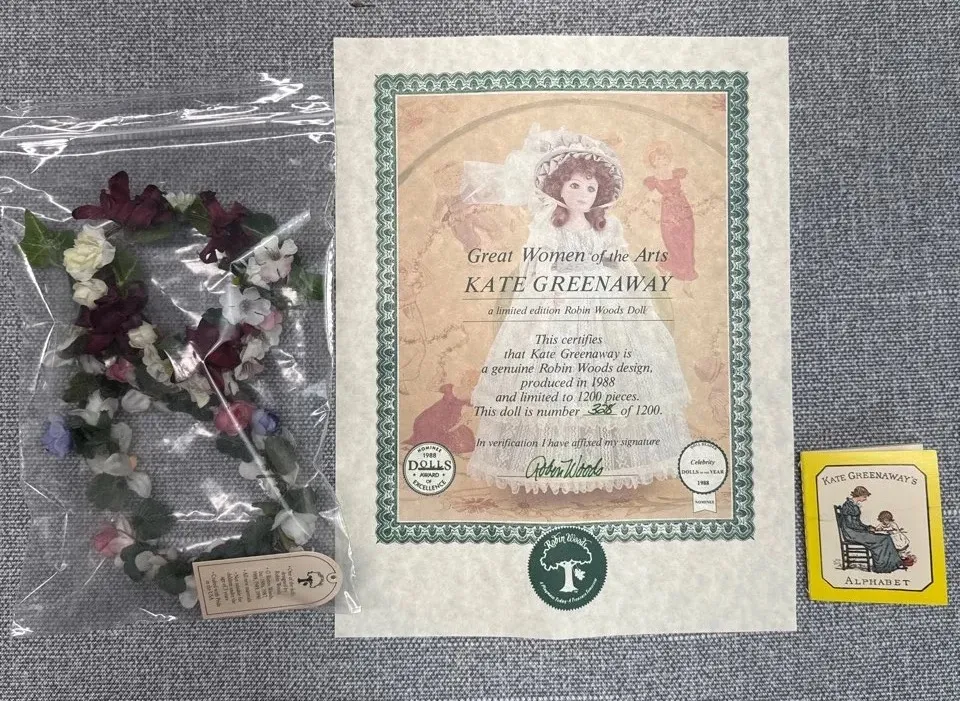 Great Women of the Arts
KATE GREENAWAY
a limited edition Robin Woods Doll
This certifies
that Kate Greenaway is
a genuine Robin Woods design,
produced in 1988
and limited to 1200 pieces.
This doll is number 328 of 1200.
In verification I have affixed my signature
Robin Woods
NOMINEE
1988
DOLLS
AWARD
OF
EXCELLENCE
Celebrity
DOLLS OF THE YEAR
1988
NOMINEE
Robin Woods
KATE GREENAWAY'S
ALPHABET